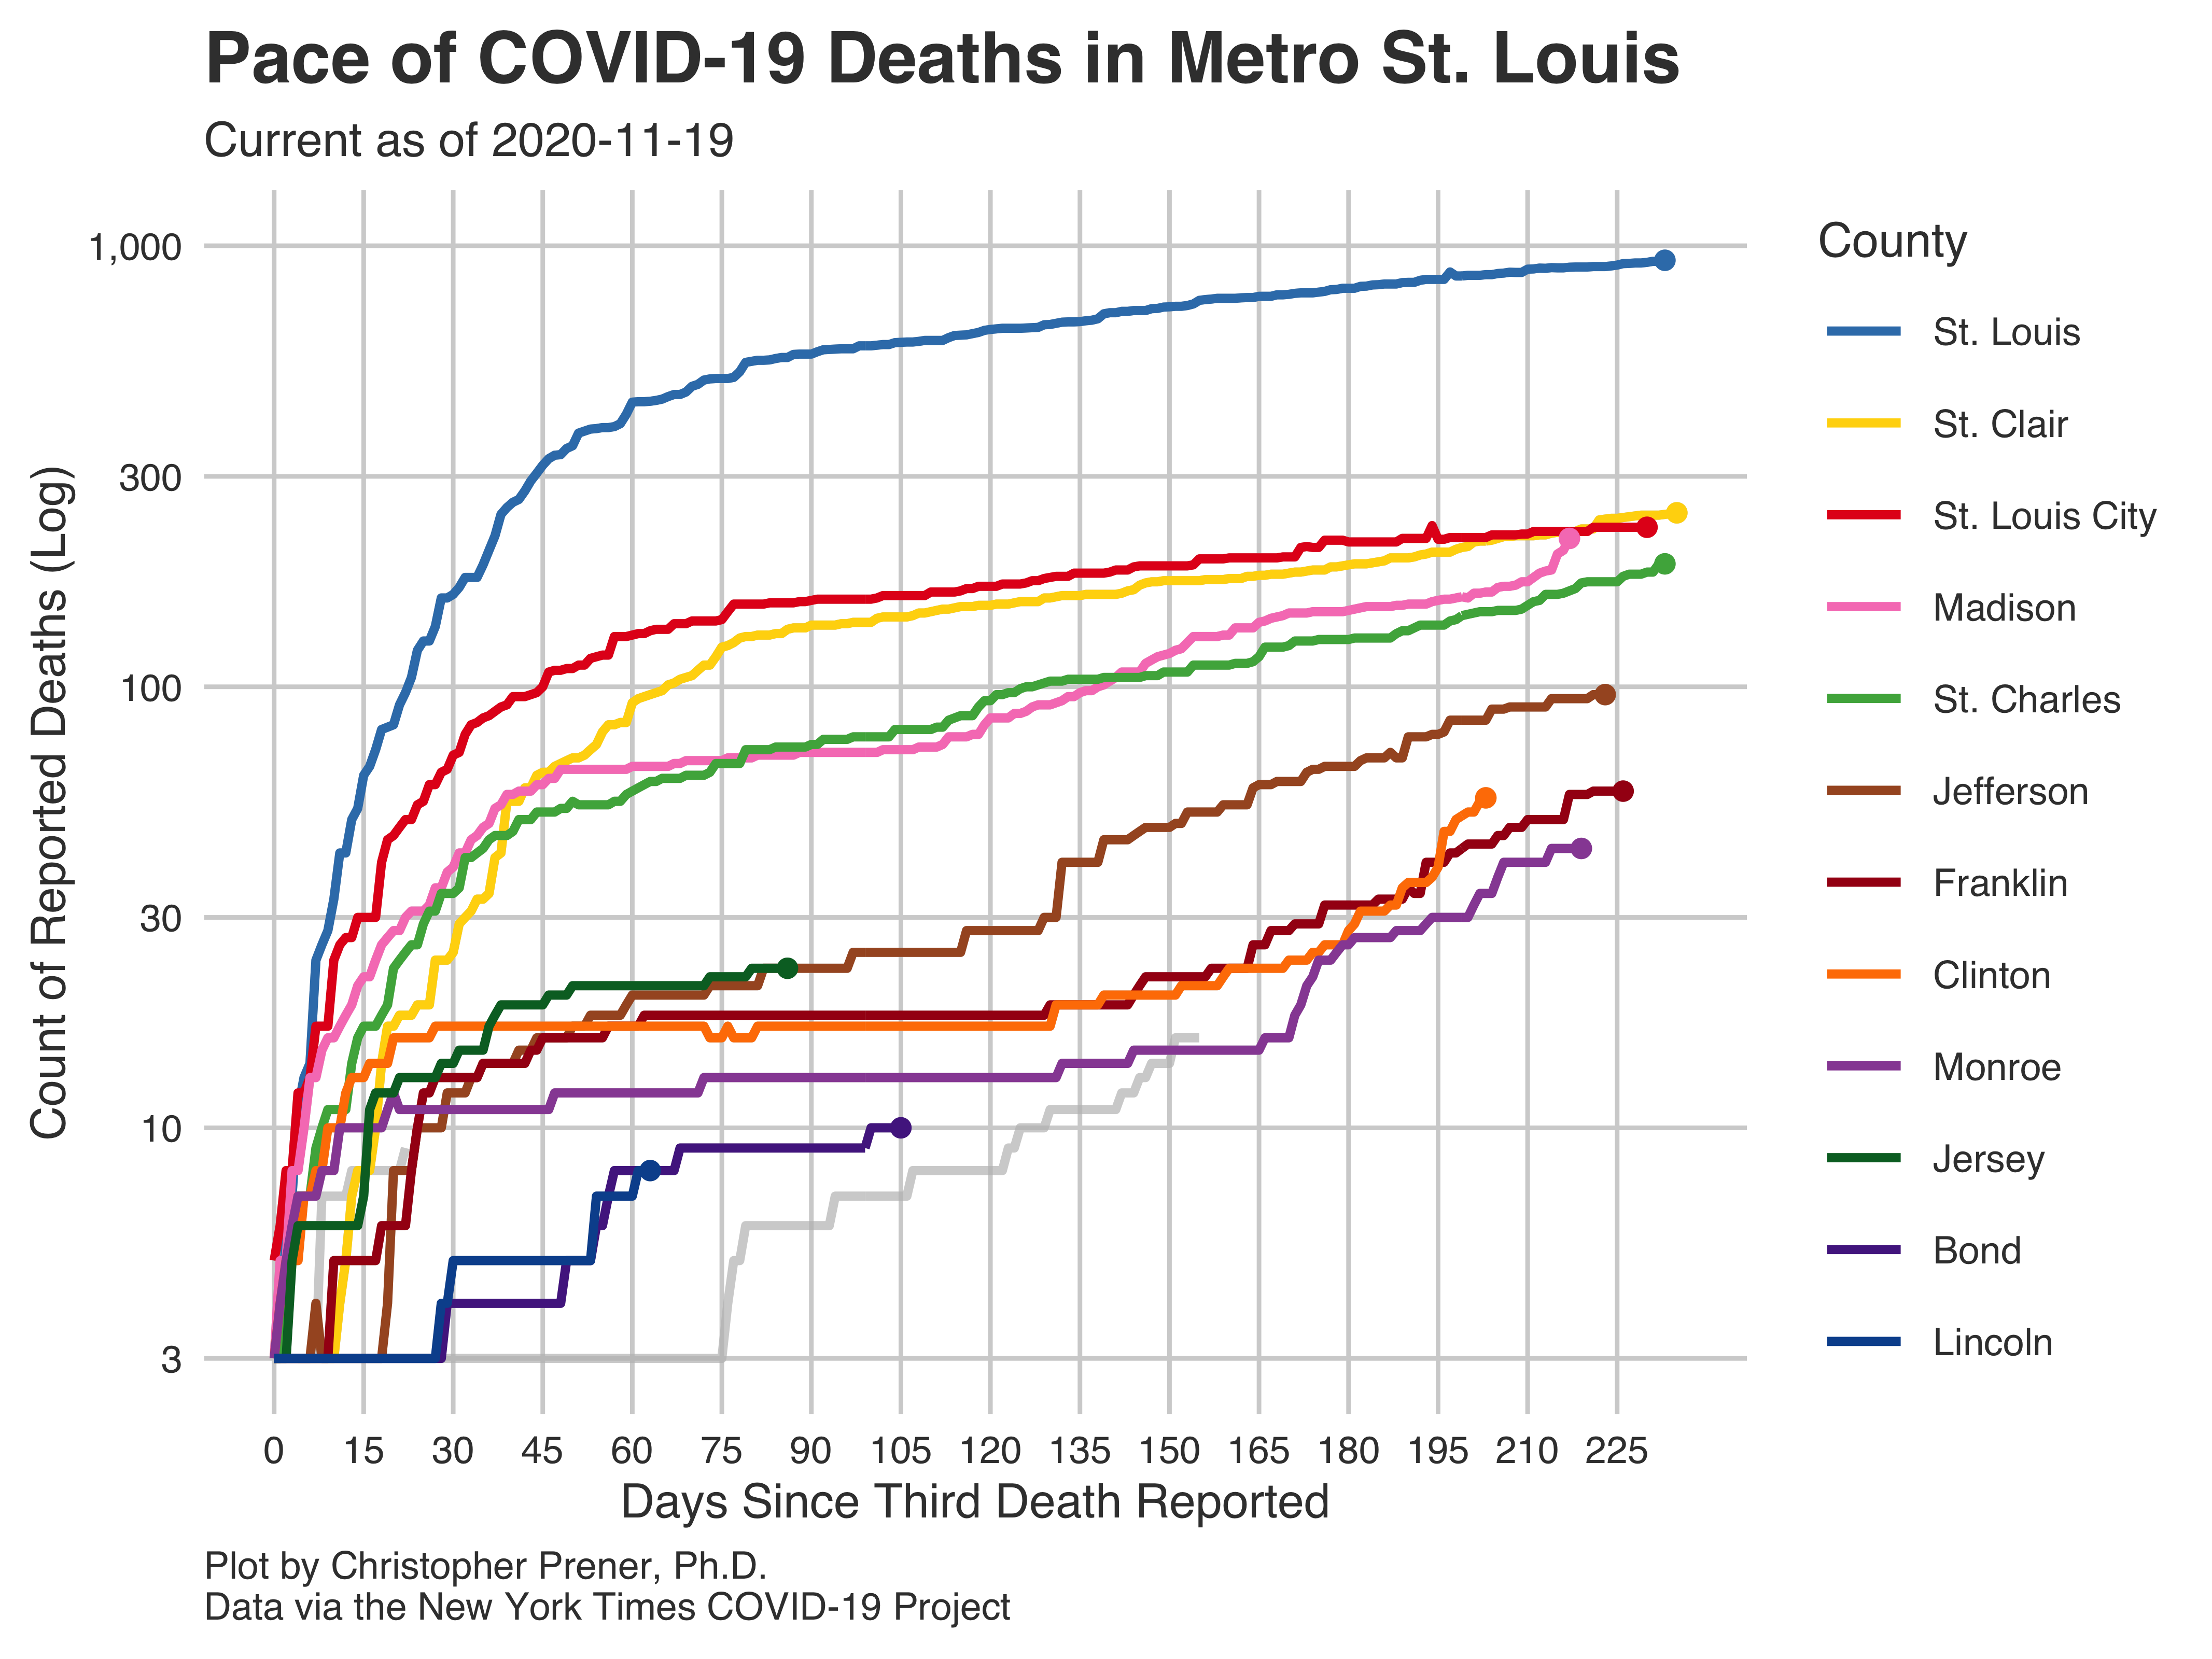 Pace of COVID-19 Deaths in Metro St. Louis
Current as of 2020-11-19
Count of Reported Deaths (Log)
1,000
300
100
30
10
3
0 15 30 45 60 75 90 105 120 135 150 165 180 195 210 225
Days Since Third Death Reported
County
St. Louis
St. Clair
St. Louis City
Madison
St. Charles
Jefferson
Franklin
Clinton
Monroe
Jersey
Bond
Lincoln
Plot by Christopher Prener, Ph.D.
Data via the New York Times COVID-19 Project